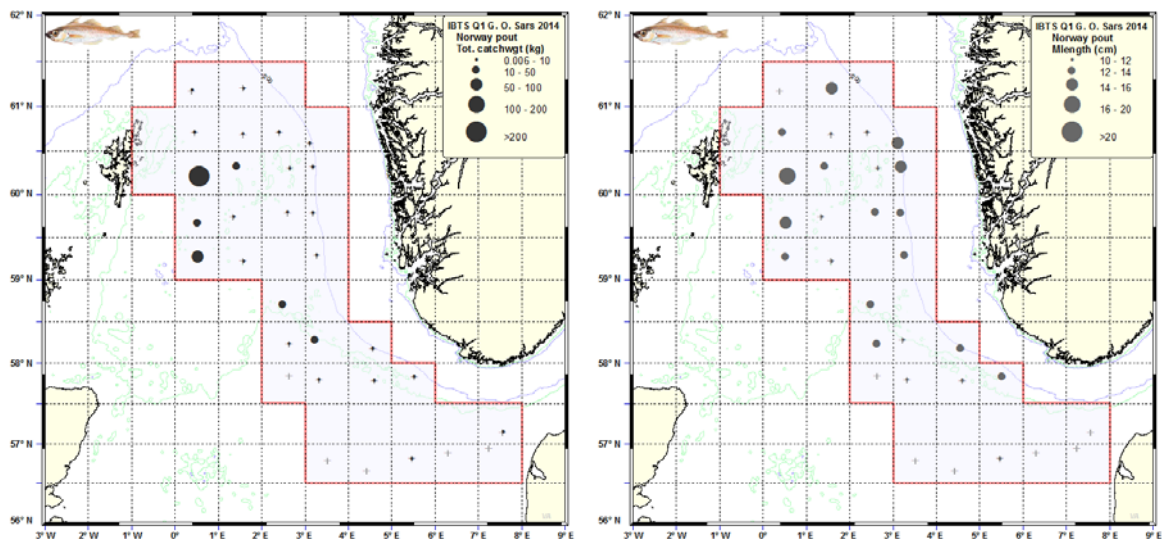 IBTS Q1 G. O. Sars 2014
Norway pout
Tot. catchwgt (kg)
0.006 - 10
10 - 50
50 - 100
100 - 200
>200
62° N
61° N
60° N
59° N
58° N
57° N
56° N
3° W
2° W
1° W
0°
1° E
2° E
3° E
4° E
5° E
6° E
7° E
8° E
9° E
IBTS Q1 G. O. Sars 2014
Norway pout
Mlength (cm)
10 - 12
12 - 14
14 - 16
16 - 20
>20
62° N
61° N
60° N
59° N
58° N
57° N
56° N
3° W
2° W
1° W
0°
1° E
2° E
3° E
4° E
5° E
6° E
7° E
8° E
9° E